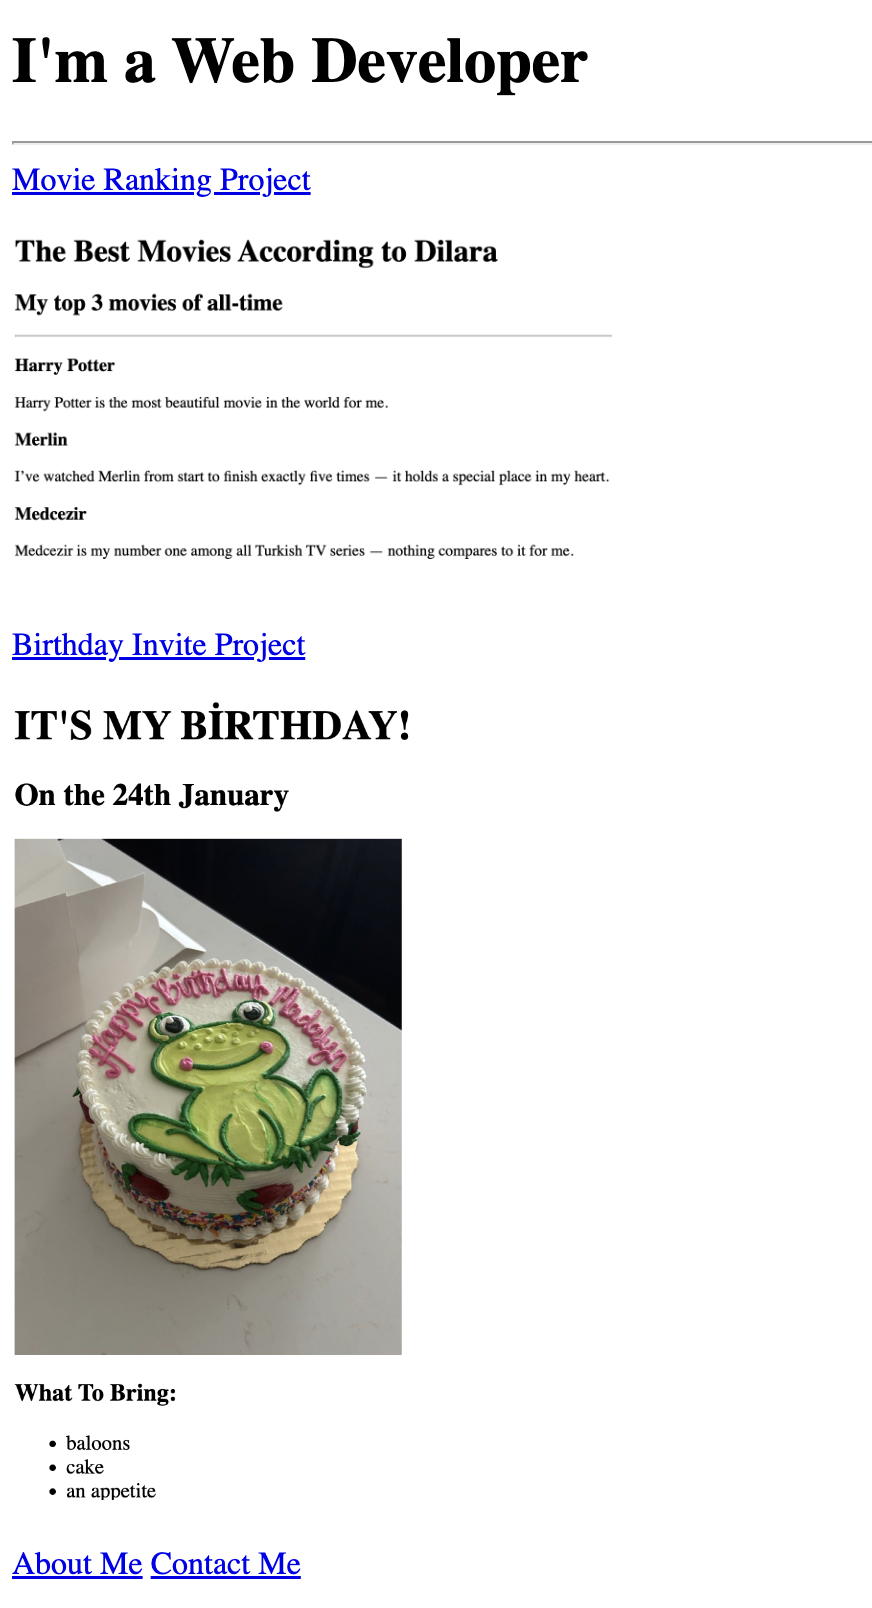 I'm a Web Developer
Movie Ranking Project
The Best Movies According to Dilara
My top 3 movies of all-time
Harry Potter
Harry Potter is the most beautiful movie in the world for me.
Merlin
I’ve watched Merlin from start to finish exactly five times — it holds a special place in my heart.
Medcezir
Medcezir is my number one among all Turkish TV series — nothing compares to it for me.
Birthday Invite Project
IT'S MY BİRTHDAY!
On the 24th January
Happy Birthday Madelyn
What To Bring:
baloons
cake
an appetite
About Me Contact Me